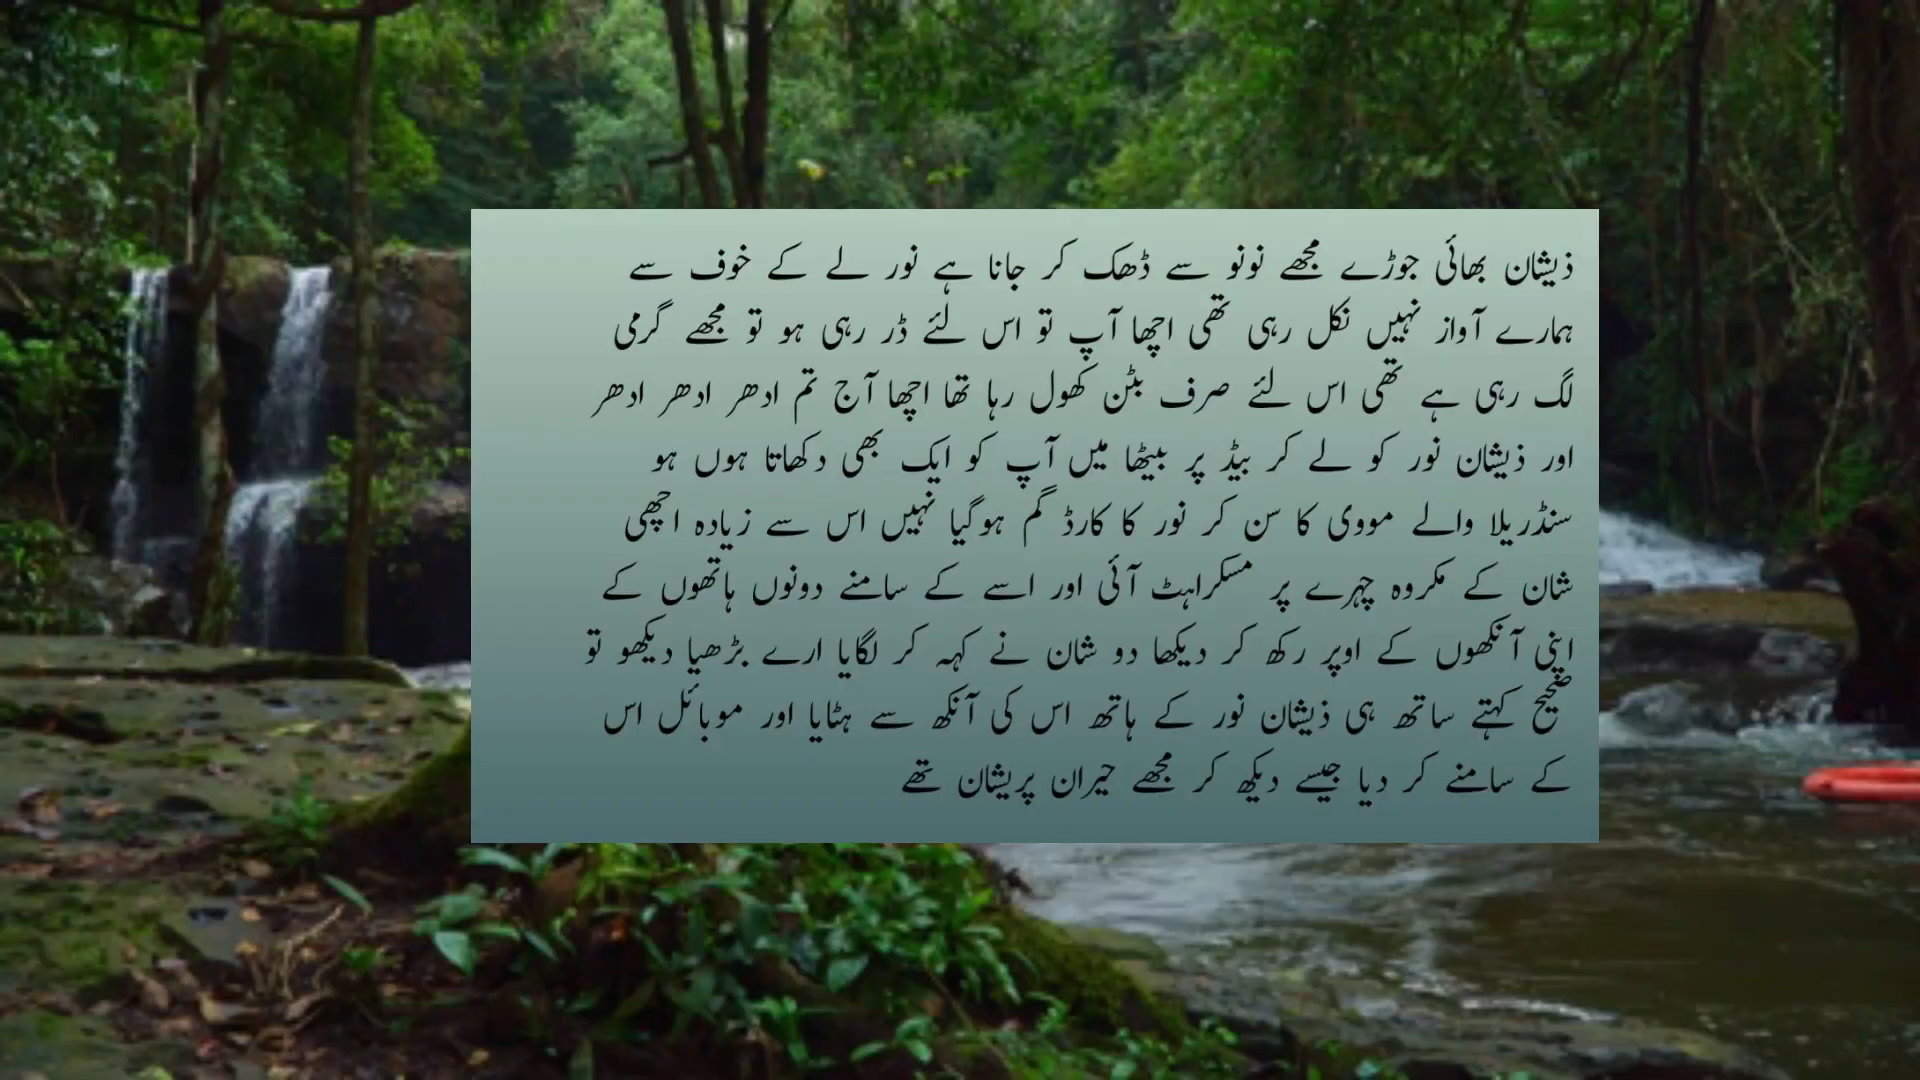 ذیشان بھائی جوڑے مجھے نونو سے ڈھک کر جانا ہے نور لے کے خوف سے
ہمارے آواز نہیں نکل رہی تھی اچھا آپ تو اس لئے ڈر رہی ہو تو مجھے گرمی
لگ رہی ہے تھی اس لئے صرف بٹن کھول رہا تھا اچھا آج تم ادھر ادھر ادھر
اور ذیشان نور کو لے کر بیڈ پر بیٹھا میں آپ کو ایک بھی دکھاتا ہوں ہو
سنڈریلا والے مووی کا سن کر نور کا کارڈ گم ہوگیا نہیں اس سے زیادہ اچھی
شان کے مکروہ چہرے پر مسکراہٹ آئی اور اسے کے سامنے دونوں ہاتھوں کے
اپنی آنکھوں کے اوپر رکھ کر دیکھا دو شان نے کہہ کر لگایا ارے بڑھیا دیکھو تو
صحیح کہتے ساتھ ہی ذیشان نور کے ہاتھ اس کی آنکھ سے ہٹایا اور موبائل اس
کے سامنے کر دیا جیسے دیکھ کر مجھے حیران پریشان تھے